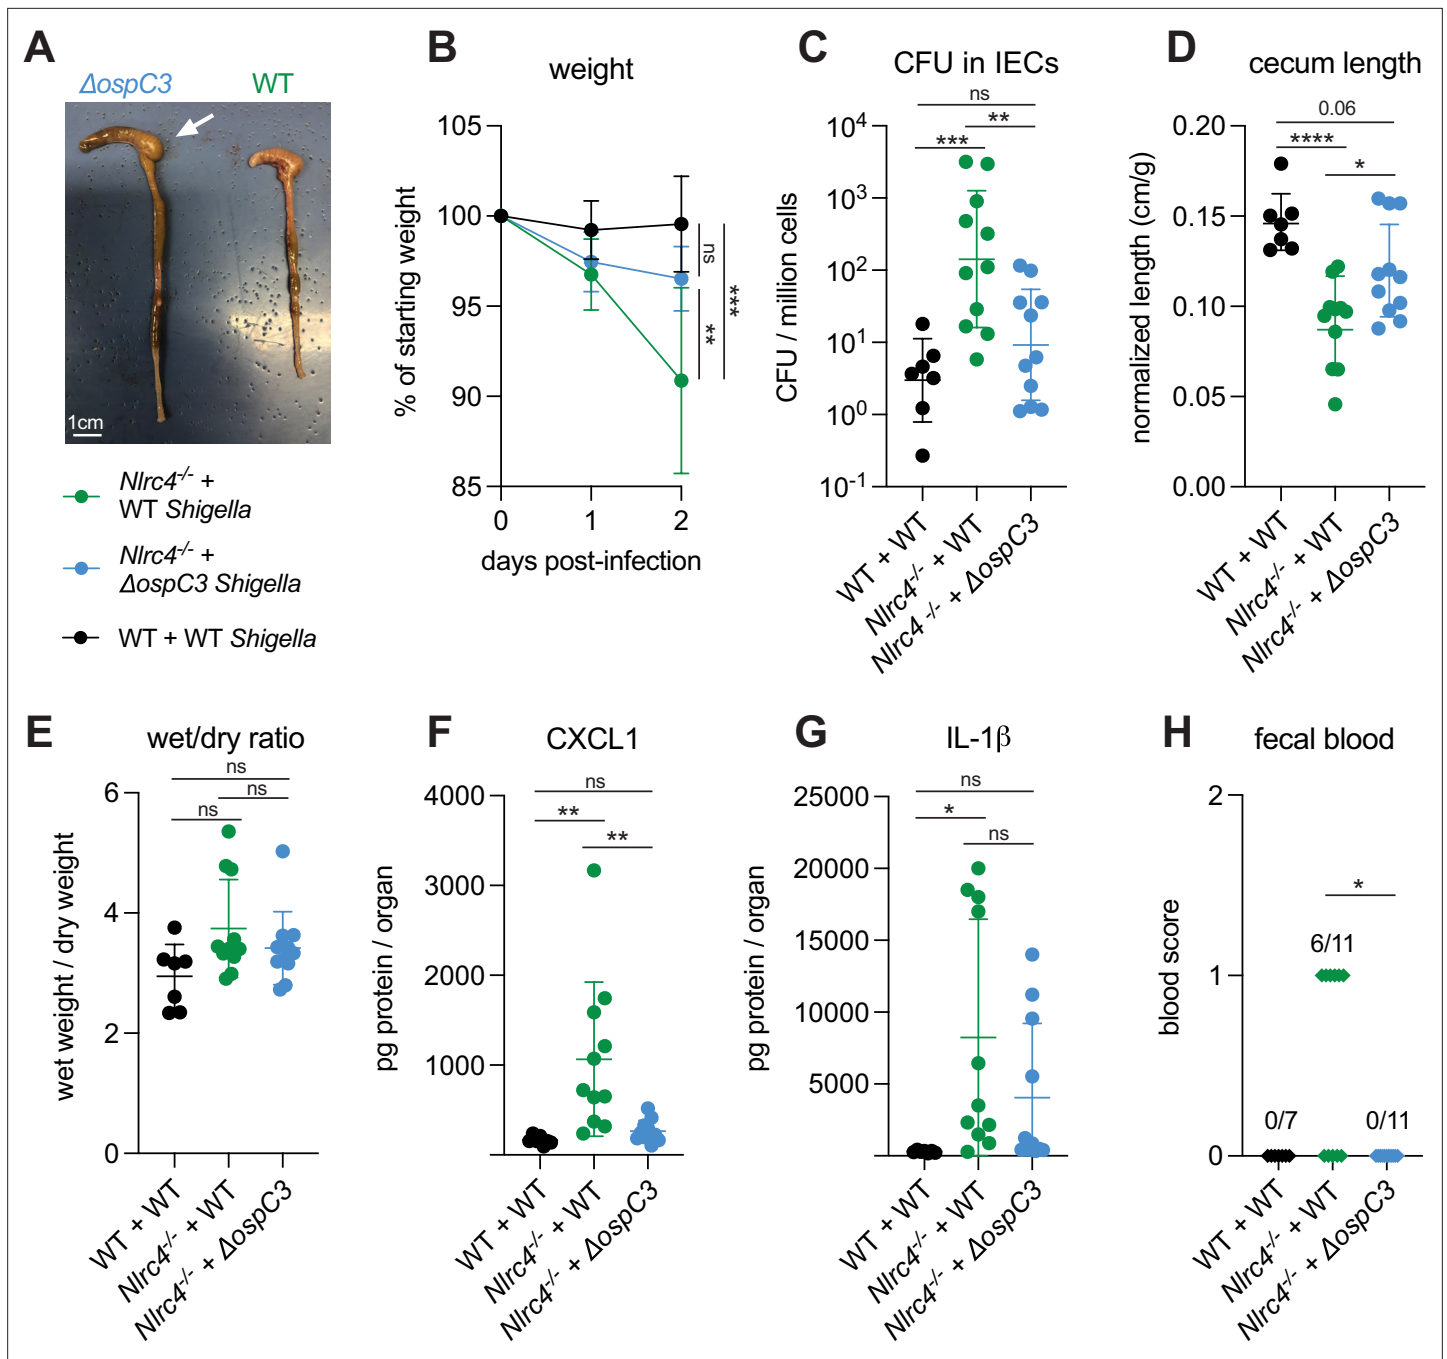 A
ΔospC3 WT
1cm
Nlrc4-/- +
WT Shigella
Nlrc4-/- +
ΔospC3 Shigella
WT + WT Shigella
B
weight
% of starting weight
105
100
95
90
85
0 1 2
days post-infection
ns
**
***
C
CFU in IECs
ns
**
***
CFU / million cells
10^4
10^3
10^2
10^1
10^0
10^-1
WT + WT
Nlrc4-/- + WT
Nlrc4 -/- + ΔospC3
D
cecum length
0.06
****
*
normalized length (cm/g)
0.20
0.15
0.10
0.05
0.00
WT + WT
Nlrc4-/- + WT
Nlrc4-/- + ΔospC3
E
wet/dry ratio
ns
ns
ns
wet weight / dry weight
6
4
2
0
WT + WT
Nlrc4-/- + WT
Nlrc4-/- + ΔospC3
F
CXCL1
ns
**
**
pg protein / organ
4000
3000
2000
1000
WT + WT
Nlrc4-/- + WT
Nlrc4-/- + ΔospC3
G
IL-1β
ns
*
ns
pg protein / organ
25000
20000
15000
10000
5000
WT + WT
Nlrc4-/- + WT
Nlrc4-/- + ΔospC3
H
fecal blood
*
blood score
2
1
0
6/11
0/7
0/11
WT + WT
Nlrc4-/- + WT
Nlrc4-/- + ΔospC3